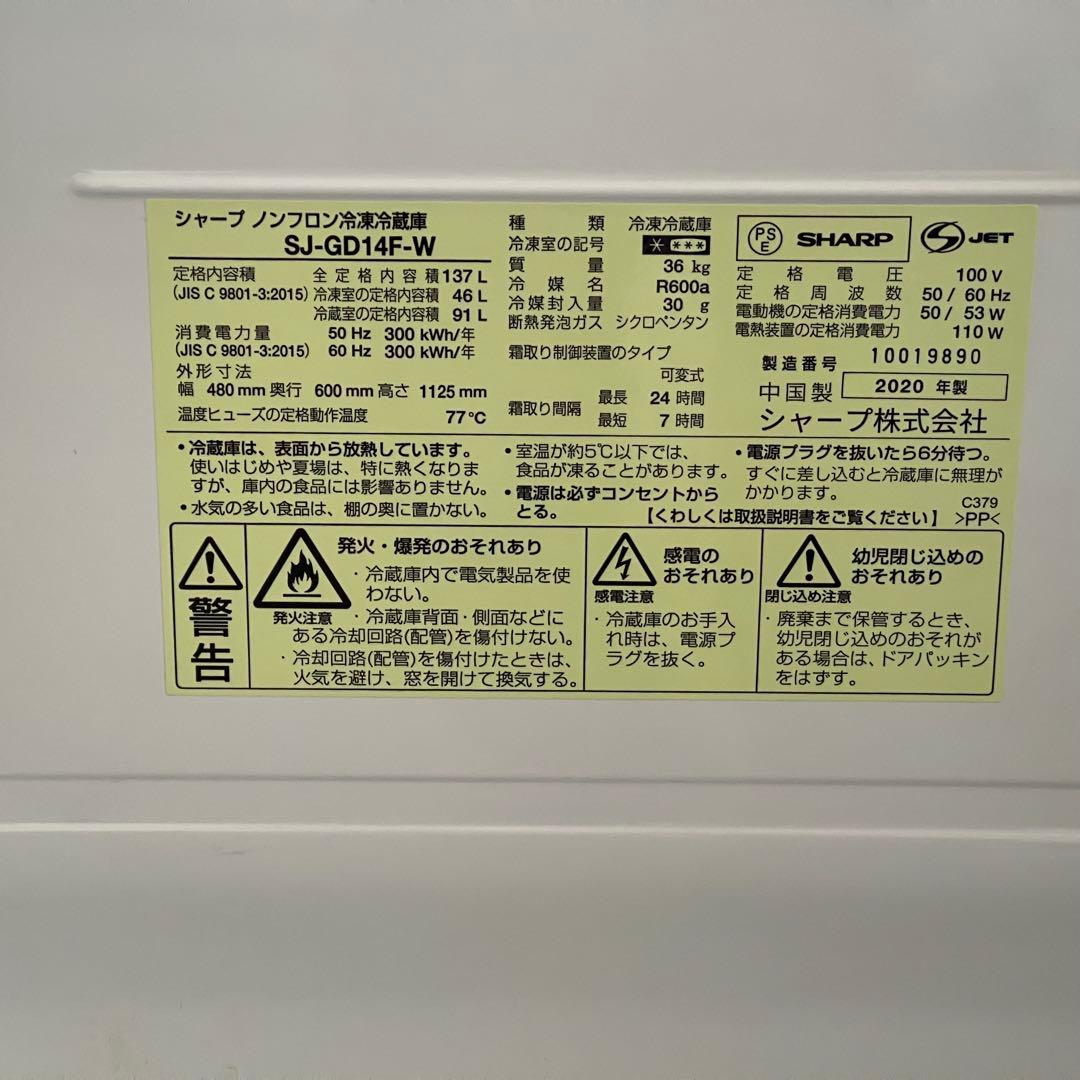 シャープ ノンフロン冷凍冷蔵庫
SJ-GD14F-W
定格内容積 全定格内容積 137 L
(JIS C 9801-3:2015) 冷凍室の定格内容積 46 L
冷蔵室の定格内容積 91 L
消費電力量 50 Hz 300 kWh/年
(JIS C 9801-3:2015) 60 Hz 300 kWh/年
外形寸法
幅 480 mm 奥行 600 mm 高さ 1125 mm
温度ヒューズの定格動作温度 77℃
種類 冷凍冷蔵庫
冷凍室の記号 * ***
質量 36 kg
冷媒名 R600a
冷媒封入量 30 g
断熱発泡ガス シクロペンタン
霜取り制御装置のタイプ
可変式
霜取り間隔 最長 24 時間
最短 7 時間
PSE SHARP S JET
定格電圧 100 V
定格周波数 50 / 60 Hz
電動機の定格消費電力 50 / 53 W
電熱装置の定格消費電力 110 W
製造番号 10019890
中国製 2020 年製
シャープ株式会社
・冷蔵庫は、表面から放熱しています。
使いはじめや夏場は、特に熱くなりま
すが、庫内の食品には影響ありません。
・水気の多い食品は、棚の奥に置かない。
・室温が約5℃以下では、
食品が凍ることがあります。
・電源は必ずコンセントから
とる。
・電源プラグを抜いたら6分待つ。
すぐに差し込むと冷蔵庫に無理が
かかります。
C379
【くわしくは取扱説明書をご覧ください】 >PP<
警告
発火・爆発のおそれあり
発火注意
・冷蔵庫内で電気製品を使
わない。
・冷蔵庫背面・側面などに
ある冷却回路(配管)を傷付けない。
・冷却回路(配管)を傷付けたときは、
火気を避け、窓を開けて換気する。
感電の
おそれあり
感電注意
・冷蔵庫のお手入
れ時は、電源プ
ラグを抜く。
幼児閉じ込めの
おそれあり
閉じ込め注意
・廃棄まで保管するとき、
幼児閉じ込めのおそれが
ある場合は、ドアパッキン
をはずす。